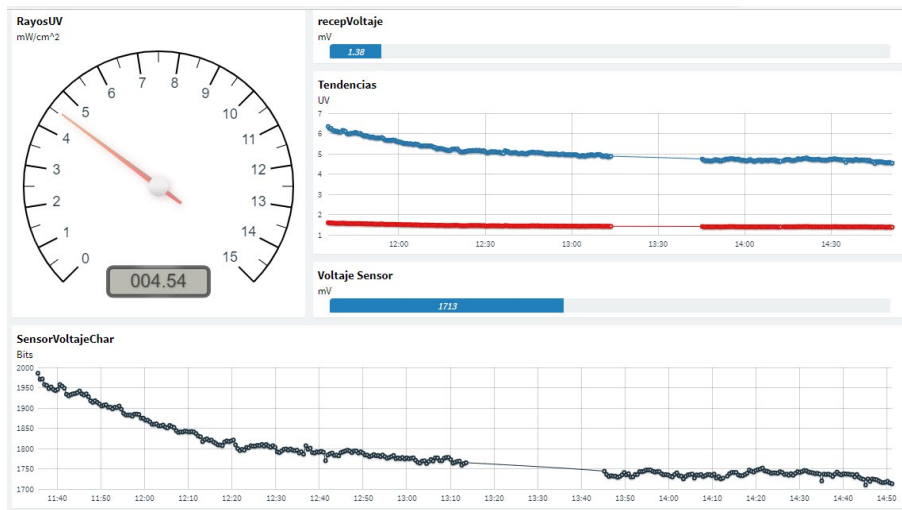 RayosUV
mW/cm^2
0 1 2 3 4 5 6 7 8 9 10 11 12 13 14 15
004.54
recepVoltaje
mV
1.38
Tendencias
UV
7
6
5
4
3
2
1
12:00 12:30 13:00 13:30 14:00 14:30
Voltaje Sensor
mV
1713
SensorVoltajeChar
Bits
2000
1950
1900
1850
1800
1750
1700
11:40 11:50 12:00 12:10 12:20 12:30 12:40 12:50 13:00 13:10 13:20 13:30 13:40 13:50 14:00 14:10 14:20 14:30 14:40 14:50